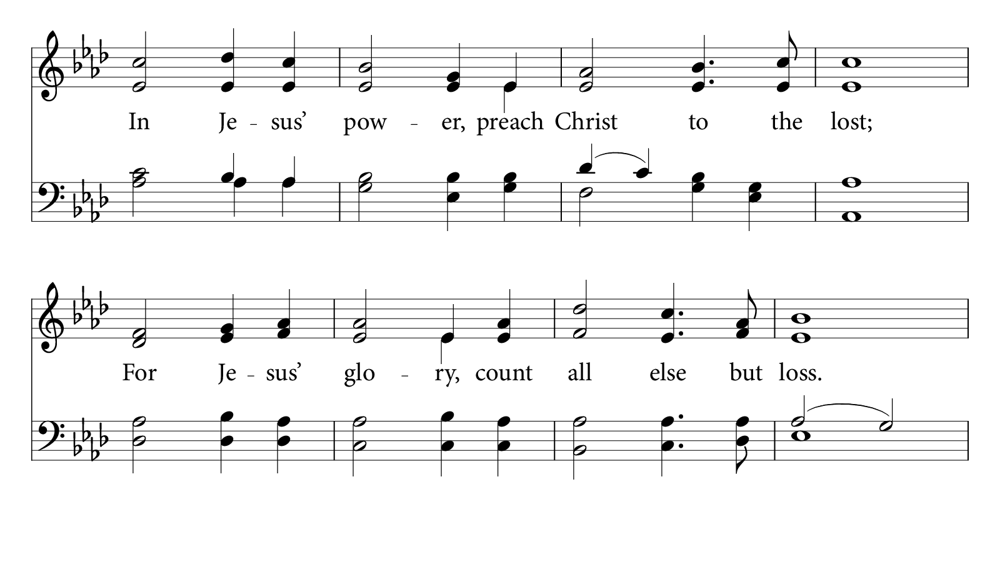 In Je - sus’ pow - er, preach Christ to the lost;
For Je - sus’ glo - ry, count all else but loss.